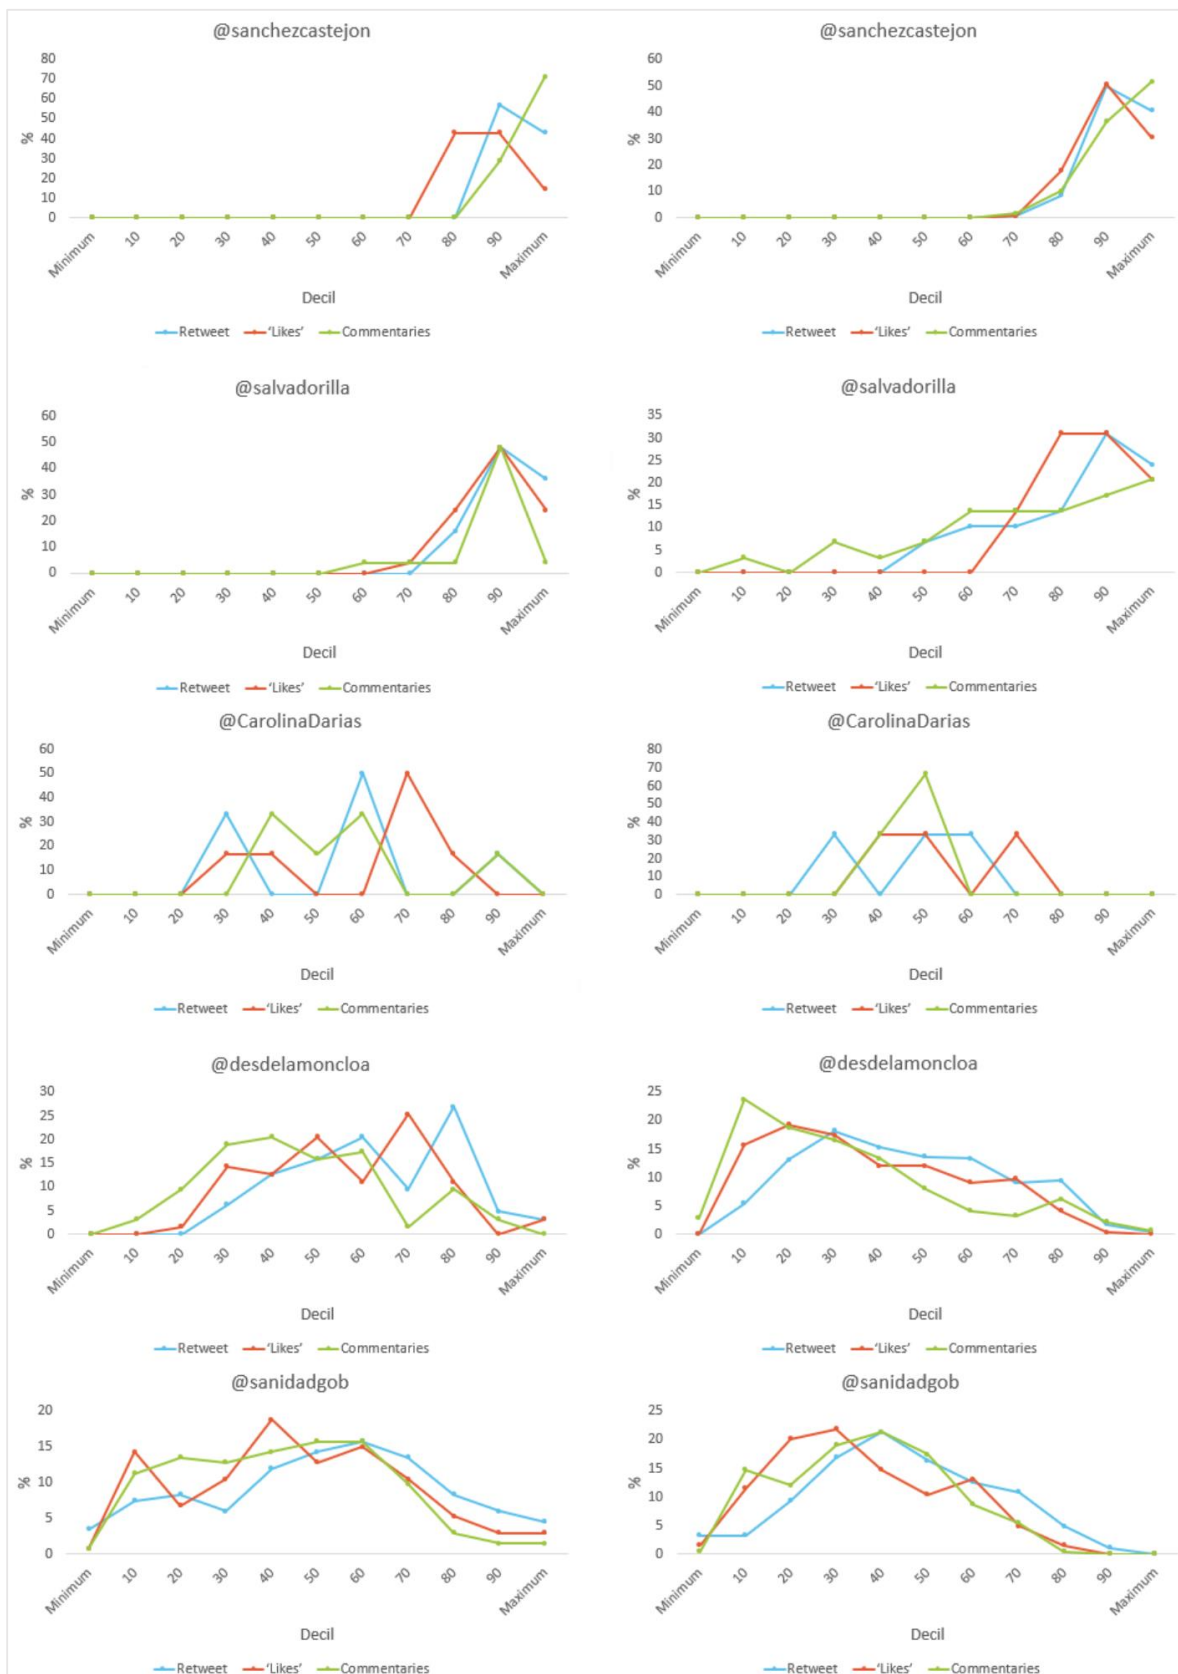 @sanchezcastejon
80
70
60
50
40
30
20
10
0
%
Minimum 10 20 30 40 50 60 70 80 90 Maximum
Decil
Retweet 'Likes' Commentaries
@sanchezcastejon
60
50
40
30
20
10
0
%
Minimum 10 20 30 40 50 60 70 80 90 Maximum
Decil
Retweet 'Likes' Commentaries
@salvadorilla
60
50
40
30
20
10
0
%
Minimum 10 20 30 40 50 60 70 80 90 Maximum
Decil
Retweet 'Likes' Commentaries
@salvadorilla
35
30
25
20
15
10
5
0
%
Minimum 10 20 30 40 50 60 70 80 90 Maximum
Decil
Retweet 'Likes' Commentaries
@CarolinaDarias
60
50
40
30
20
10
0
%
Minimum 10 20 30 40 50 60 70 80 90 Maximum
Decil
Retweet 'Likes' Commentaries
@CarolinaDarias
80
70
60
50
40
30
20
10
0
%
Minimum 10 20 30 40 50 60 70 80 90 Maximum
Decil
Retweet 'Likes' Commentaries
@desdelamoncloa
30
25
20
15
10
5
0
%
Minimum 10 20 30 40 50 60 70 80 90 Maximum
Decil
Retweet 'Likes' Commentaries
@desdelamoncloa
25
20
15
10
5
0
%
Minimum 10 20 30 40 50 60 70 80 90 Maximum
Decil
Retweet 'Likes' Commentaries
@sanidadgob
20
15
10
5
0
%
Minimum 10 20 30 40 50 60 70 80 90 Maximum
Decil
Retweet 'Likes' Commentaries
@sanidadgob
25
20
15
10
5
0
%
Minimum 10 20 30 40 50 60 70 80 90 Maximum
Decil
Retweet 'Likes' Commentaries